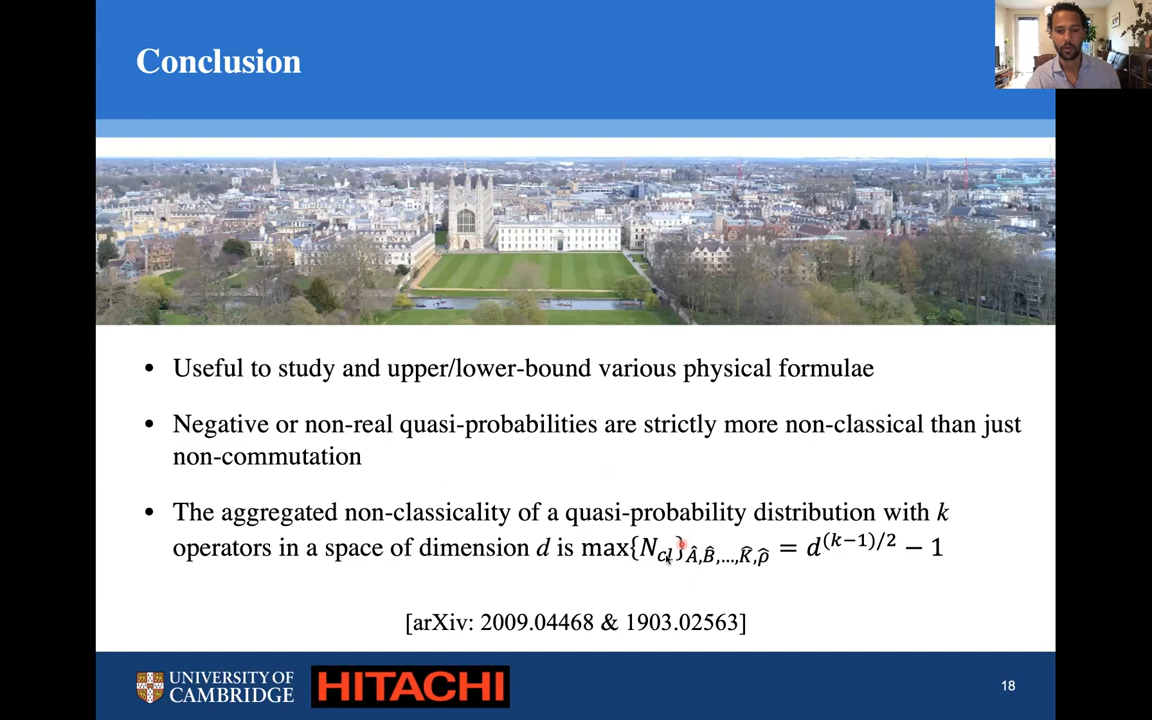 Conclusion
• Useful to study and upper/lower-bound various physical formulae
• Negative or non-real quasi-probabilities are strictly more non-classical than just
non-commutation
• The aggregated non-classicality of a quasi-probability distribution with k
operators in a space of dimension d is max{N_cl}_Â,B̂,…,K̂,ρ̂ = d^(k−1)/2 − 1
[arXiv: 2009.04468 & 1903.02563]
UNIVERSITY OF
CAMBRIDGE
HITACHI
18